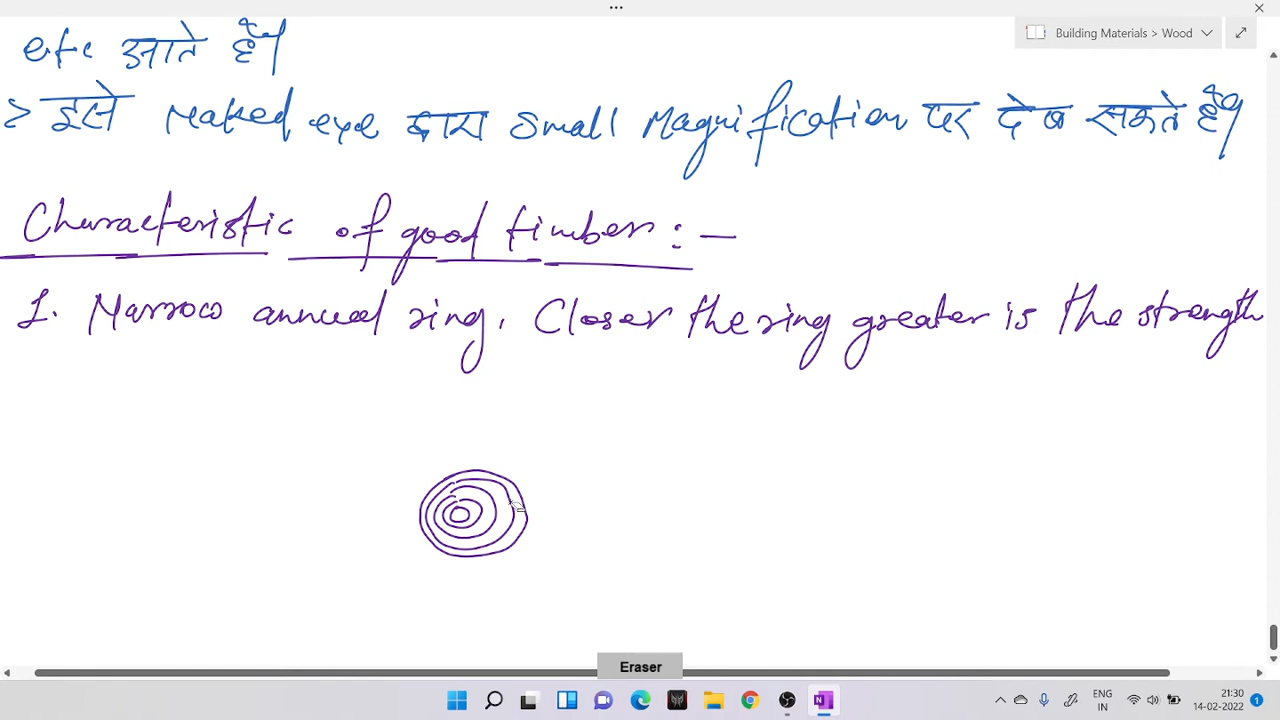 ...
Building Materials > Wood
etc आते हैं।
> इसे Naked eye द्वारा Small Magnification पर देख सकते हैं।
Characteristic of good timber : —
1. Narrow annual ring, Closer the ring greater is the strength
Eraser
ENG
IN
21:30
14-02-2022
1